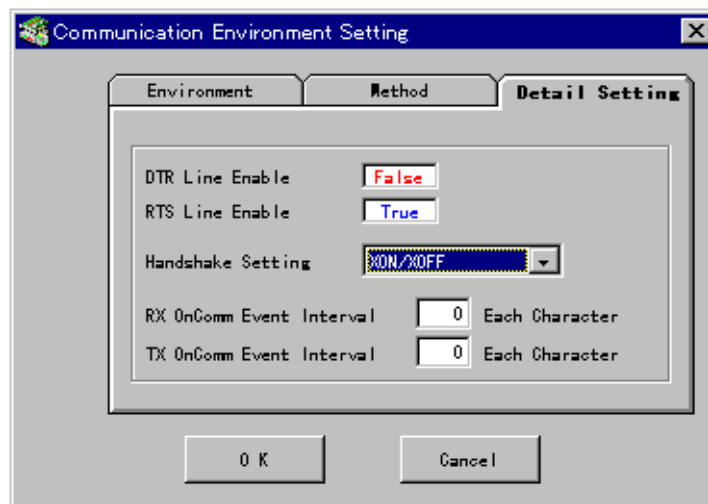 Communication Environment Setting
Environment Method Detail Setting
DTR Line Enable False
RTS Line Enable True
Handshake Setting XON/XOFF
RX OnComm Event Interval 0 Each Character
TX OnComm Event Interval 0 Each Character
O K Cancel